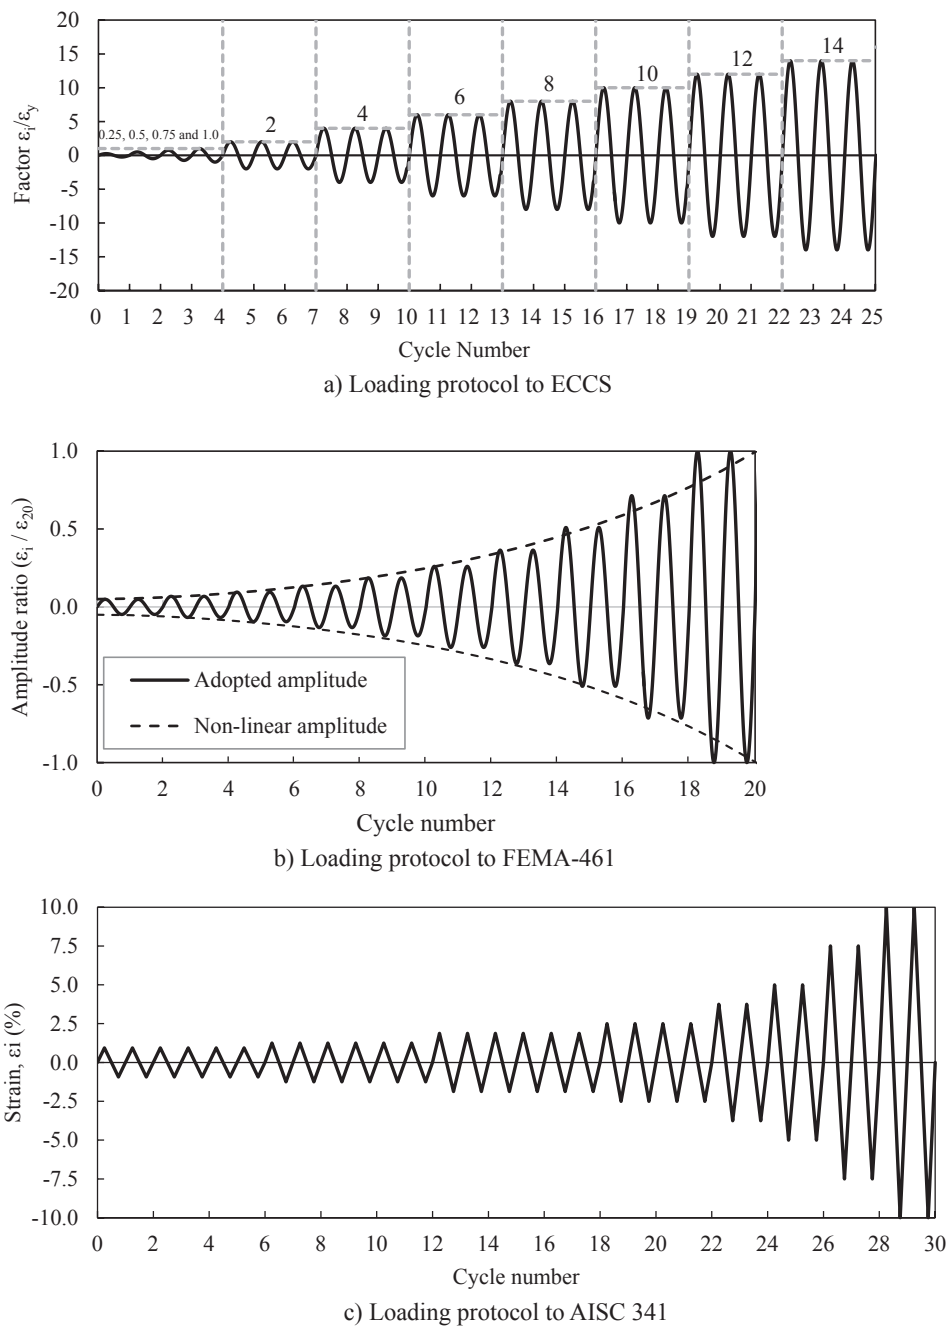 20
15
10
5
0
-5
-10
-15
-20
Factor εi/εy
0.25, 0.5, 0.75 and 1.0
2
4
6
8
10
12
14
0 1 2 3 4 5 6 7 8 9 10 11 12 13 14 15 16 17 18 19 20 21 22 23 24 25
Cycle Number
a) Loading protocol to ECCS
1.0
0.5
0.0
-0.5
-1.0
Amplitude ratio (εi / ε20)
Adopted amplitude
Non-linear amplitude
0 2 4 6 8 10 12 14 16 18 20
Cycle number
b) Loading protocol to FEMA-461
10.0
7.5
5.0
2.5
0.0
-2.5
-5.0
-7.5
-10.0
Strain, εi (%)
0 2 4 6 8 10 12 14 16 18 20 22 24 26 28 30
Cycle number
c) Loading protocol to AISC 341